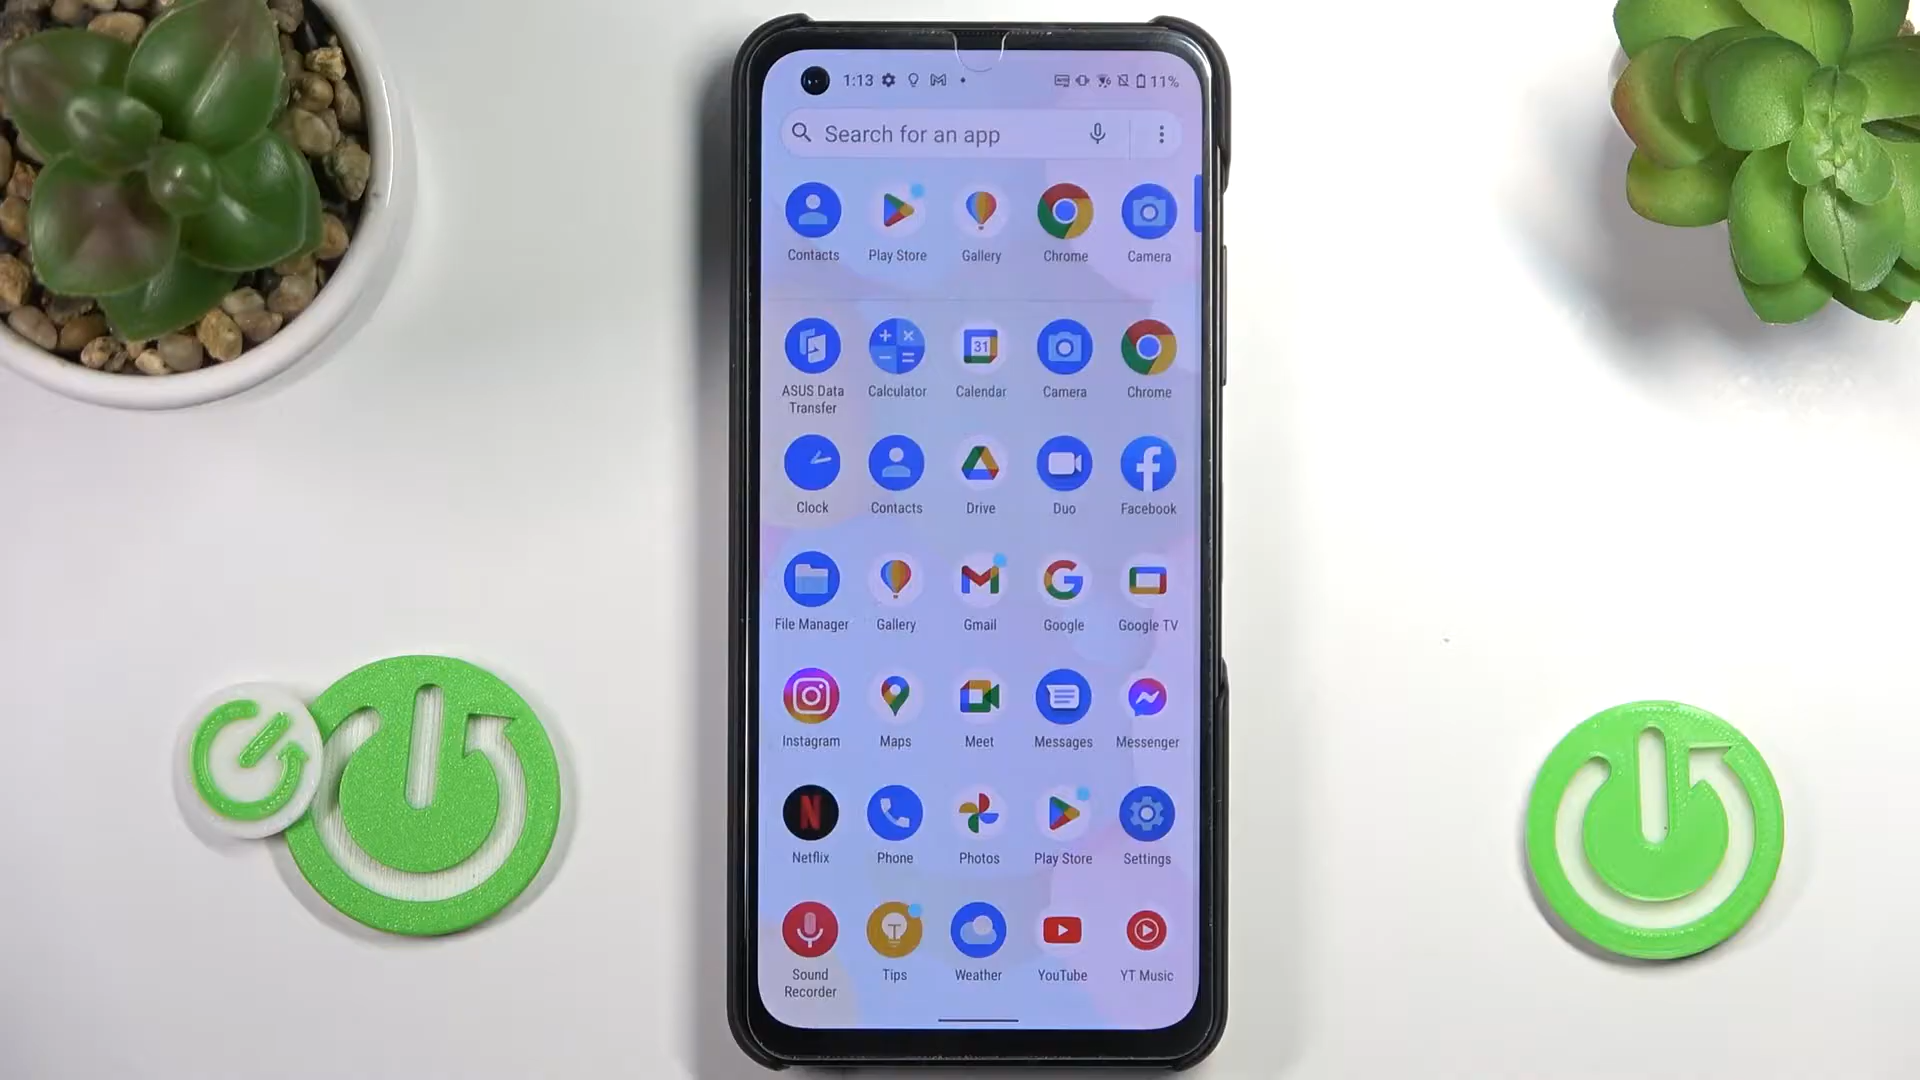 1:13
11%
Search for an app
Contacts
Play Store
Gallery
Chrome
Camera
31
ASUS Data
Transfer
Calculator
Calendar
Camera
Chrome
Clock
Contacts
Drive
Duo
Facebook
File Manager
Gallery
Gmail
Google
Google TV
Instagram
Maps
Meet
Messages
Messenger
N
Netflix
Phone
Photos
Play Store
Settings
Sound
Recorder
Tips
Weather
YouTube
YT Music